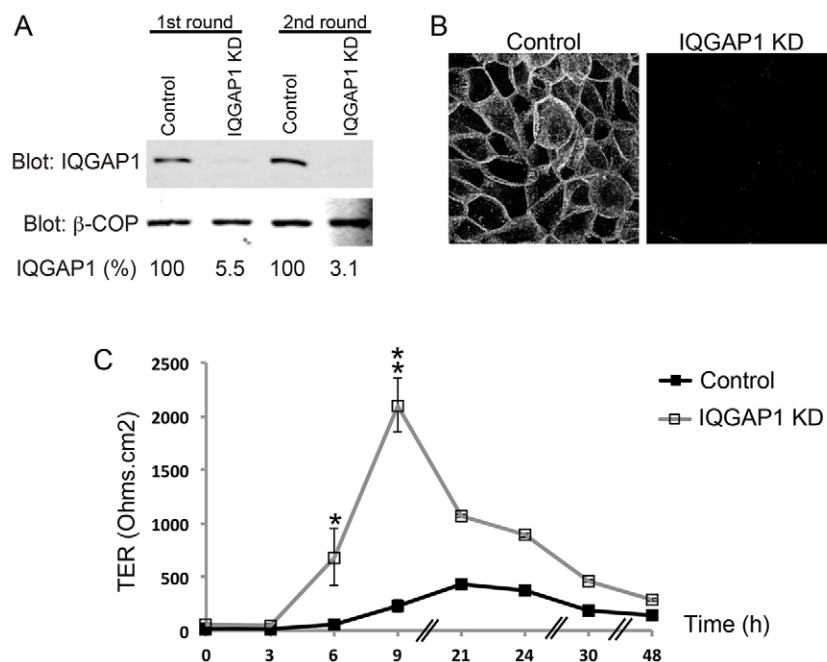 A
1st round
2nd round
Control
IQGAP1 KD
Control
IQGAP1 KD
Blot: IQGAP1
Blot: β-COP
IQGAP1 (%) 100 5.5 100 3.1
B
Control
IQGAP1 KD
C
TER (Ohms.cm2)
2500
2000
1500
1000
500
0
*
**
Control
IQGAP1 KD
0 3 6 9 21 24 30 48
Time (h)